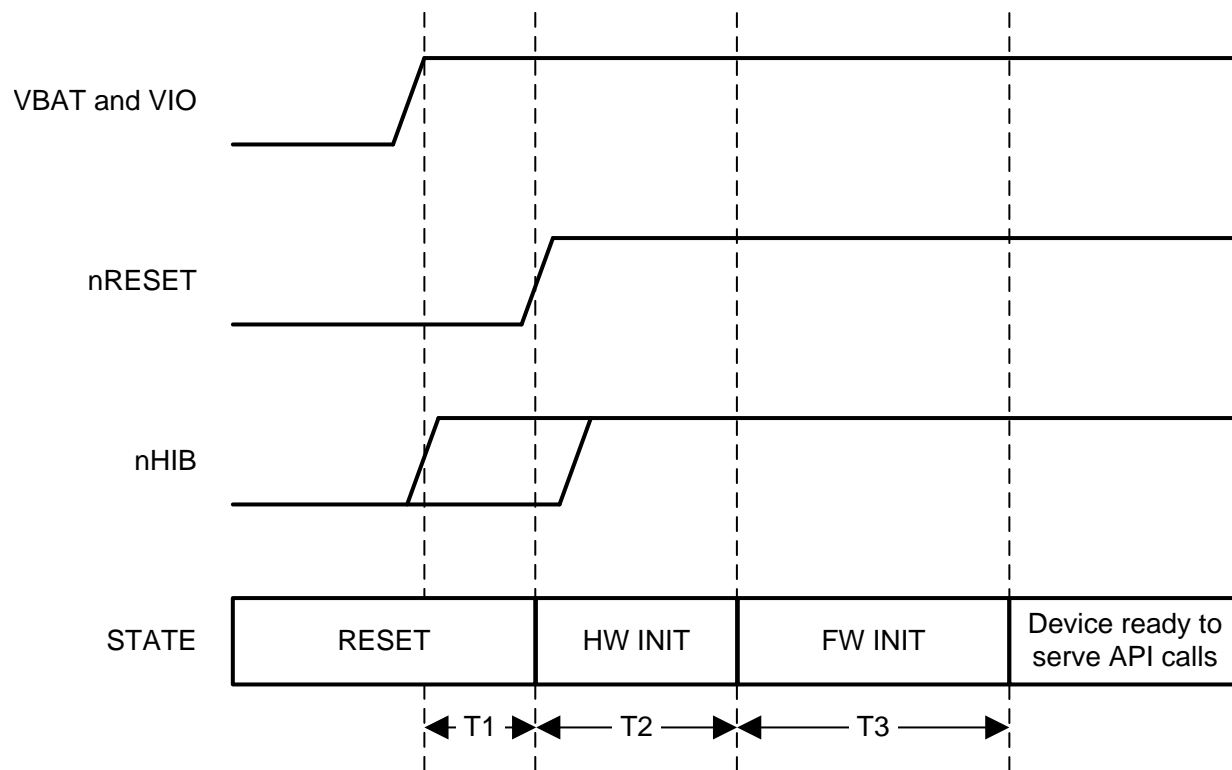 VBAT and VIO
nRESET
nHIB
STATE
RESET
HW INIT
FW INIT
Device ready to
serve API calls
T1
T2
T3